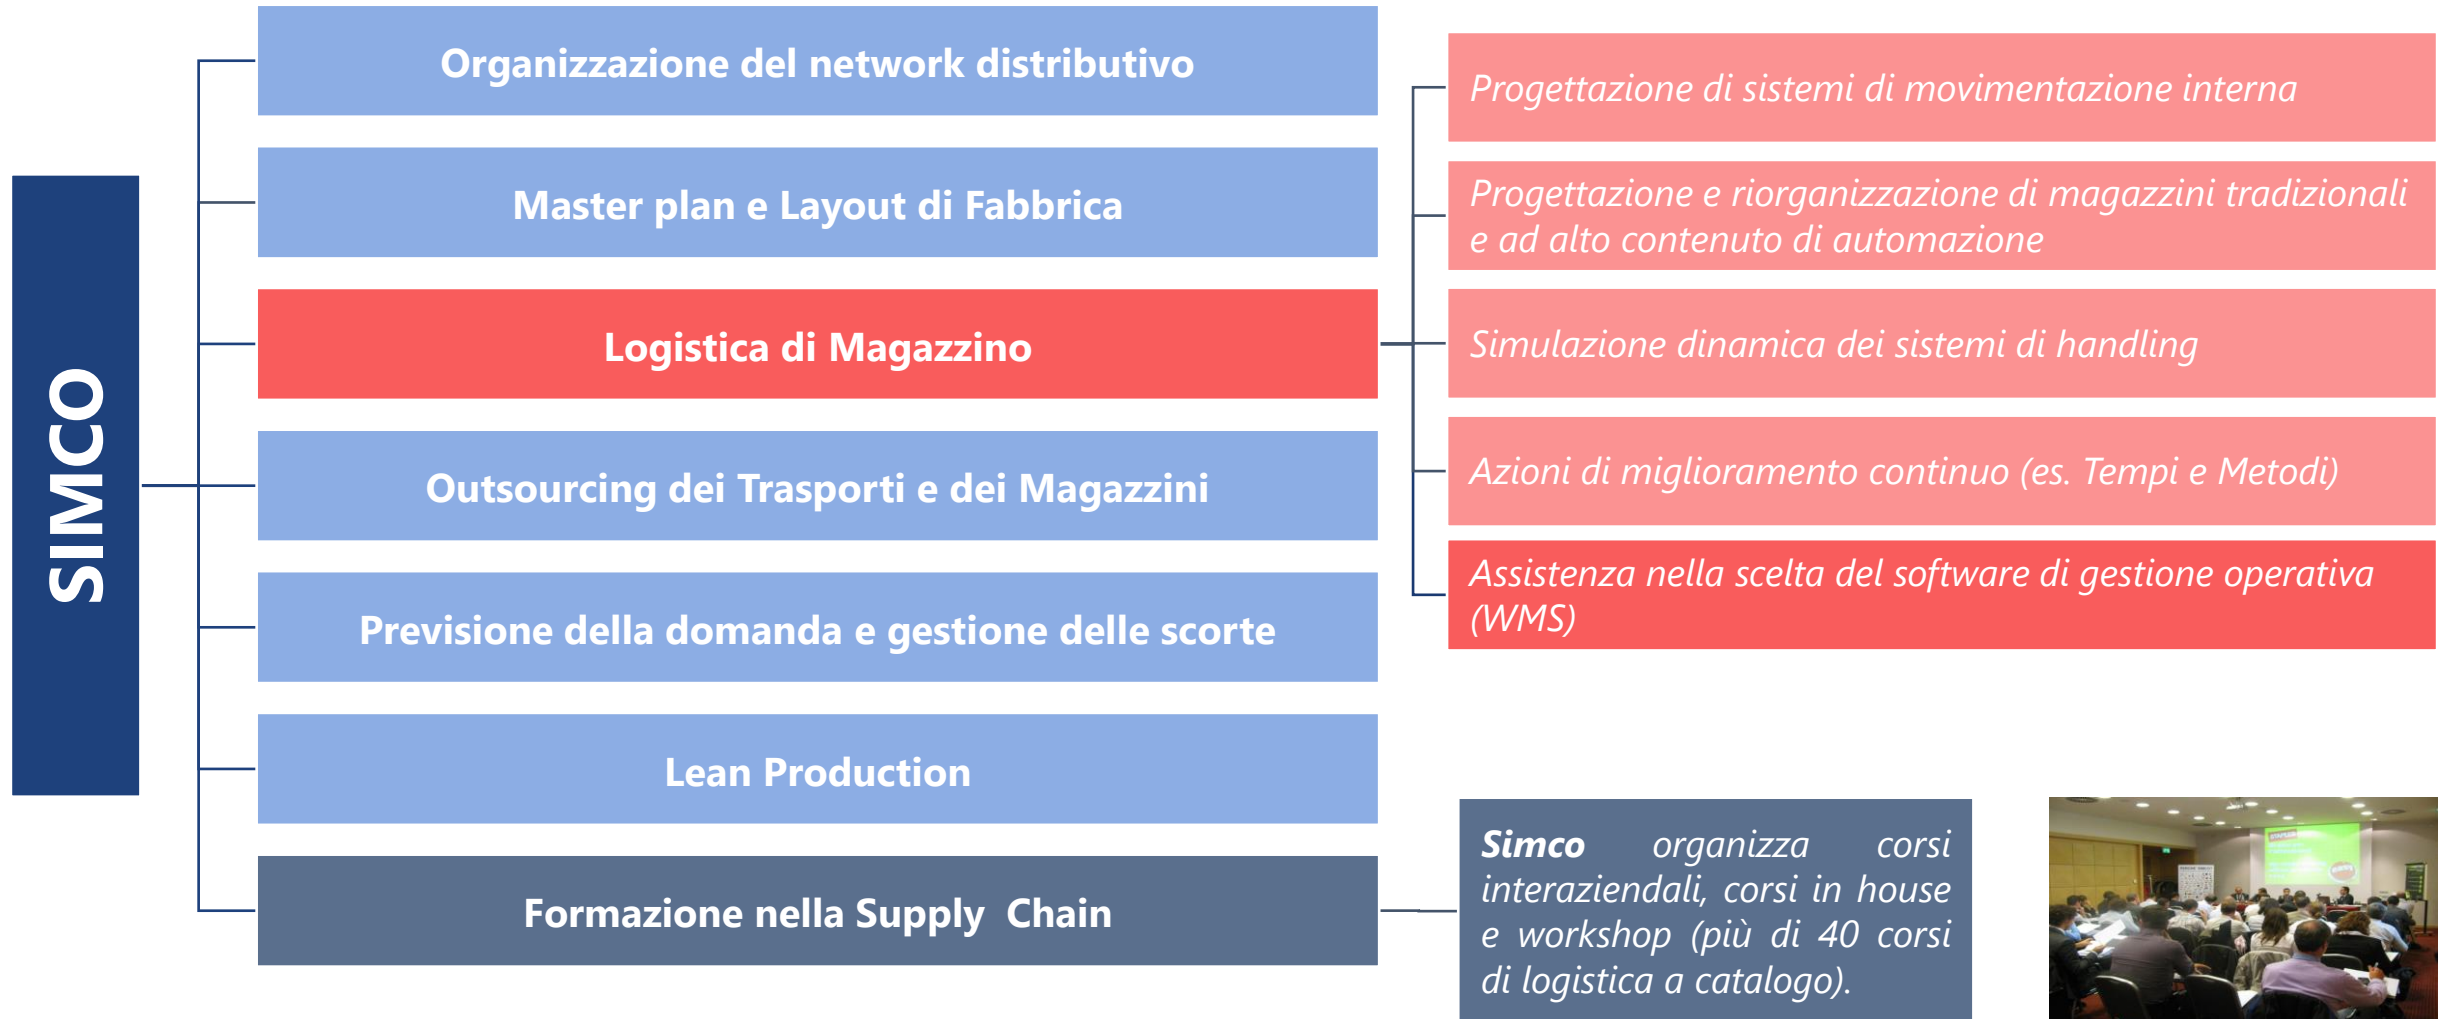 SIMCO
Organizzazione del network distributivo
Master plan e Layout di Fabbrica
Logistica di Magazzino
Outsourcing dei Trasporti e dei Magazzini
Previsione della domanda e gestione delle scorte
Lean Production
Formazione nella Supply Chain
Progettazione di sistemi di movimentazione interna
Progettazione e riorganizzazione di magazzini tradizionali
e ad alto contenuto di automazione
Simulazione dinamica dei sistemi di handling
Azioni di miglioramento continuo (es. Tempi e Metodi)
Assistenza nella scelta del software di gestione operativa
(WMS)
Simco organizza corsi
interaziendali, corsi in house
e workshop (più di 40 corsi
di logistica a catalogo).